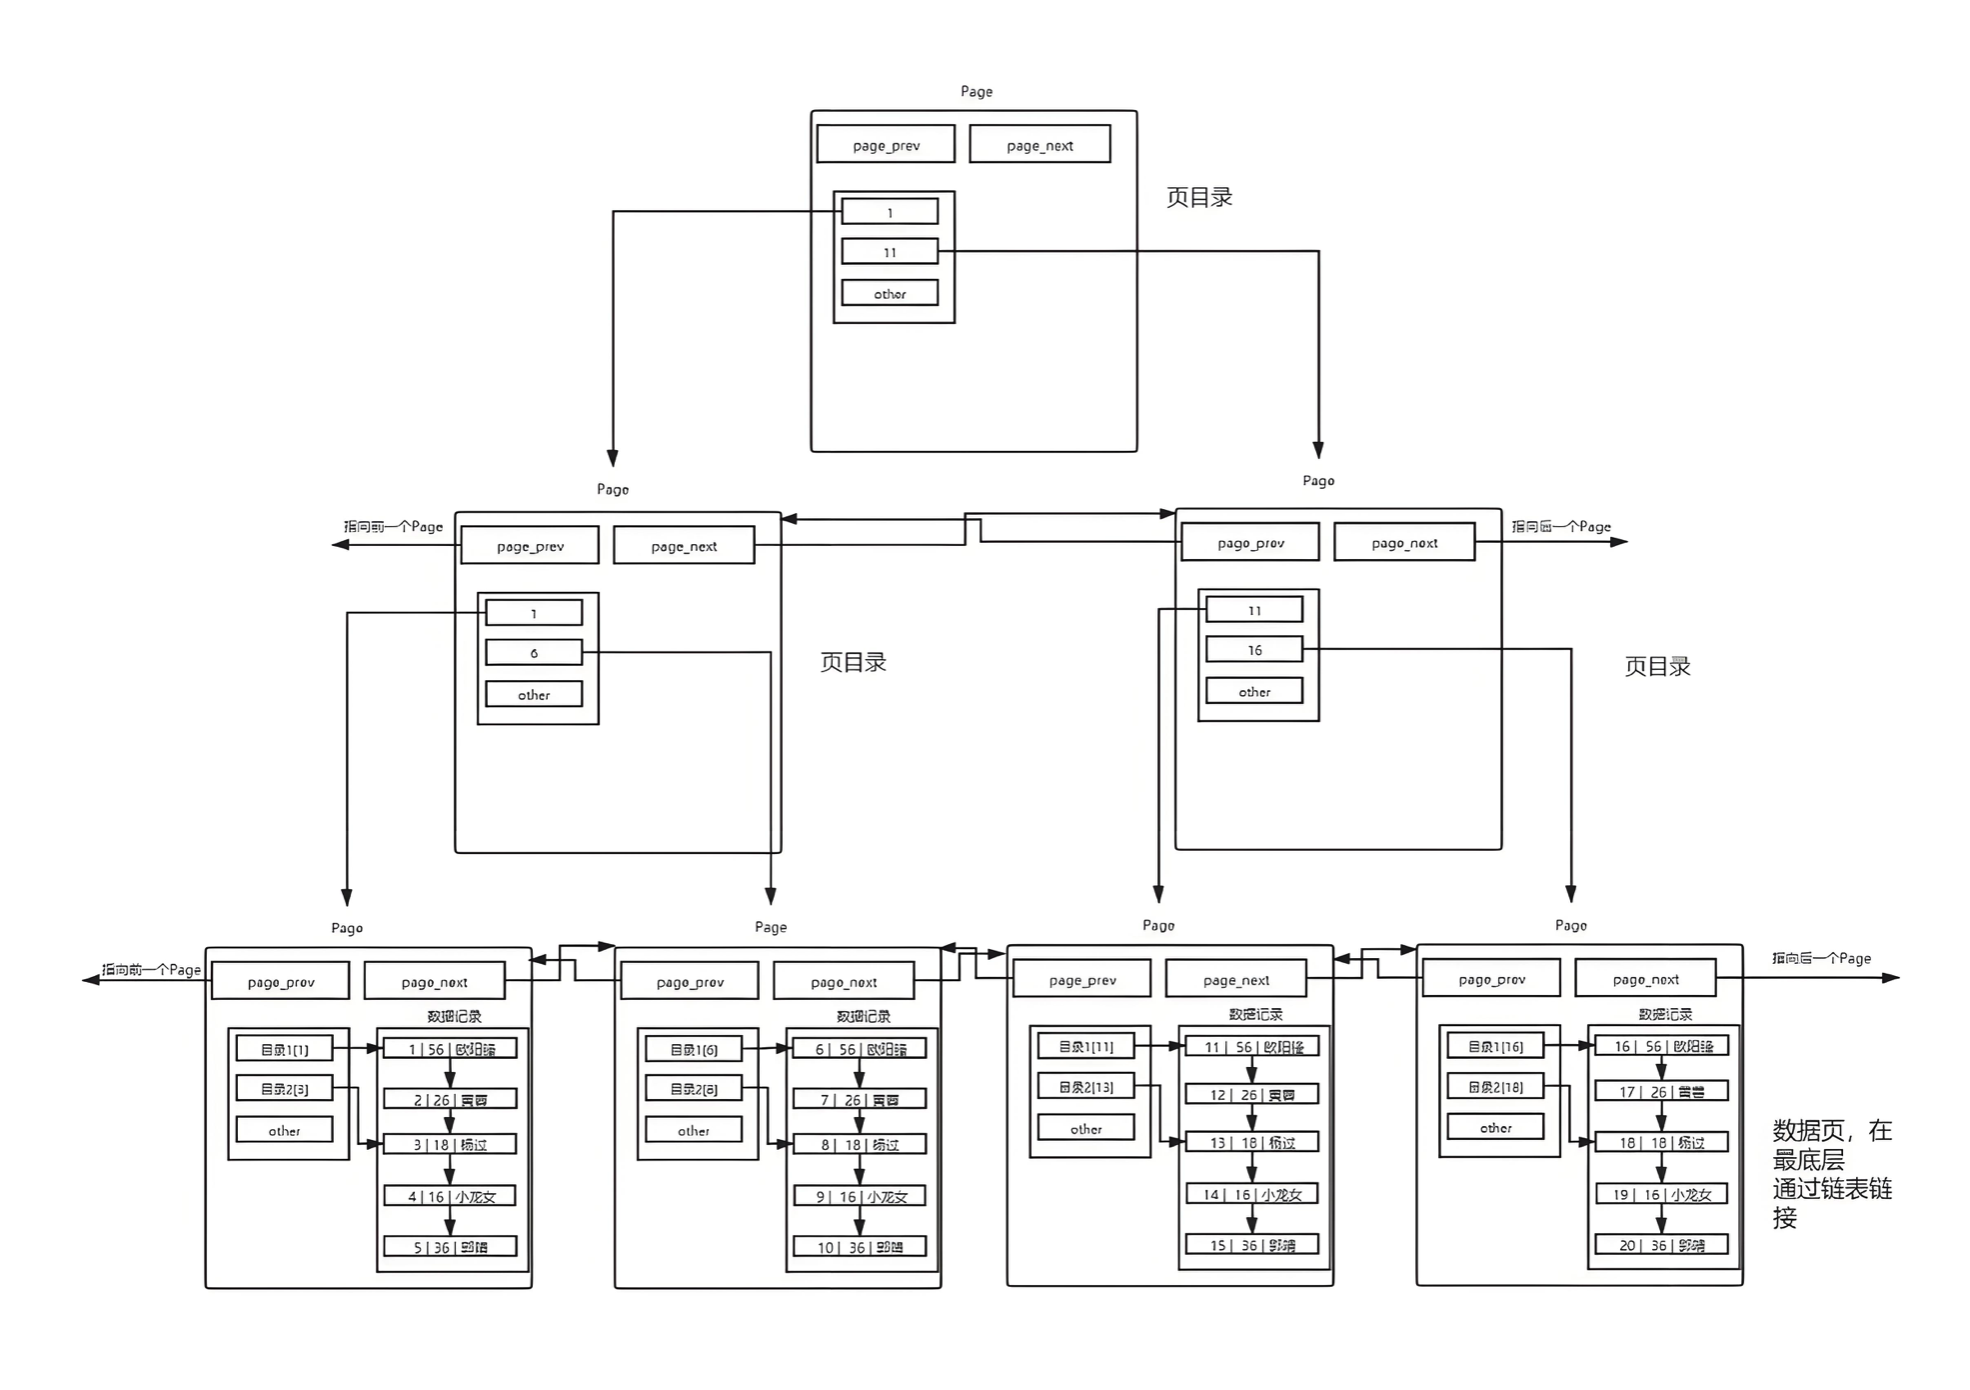 Page
page_prev
page_next
页目录
1
11
other
Page
Page
指向前一个Page
page_prev
page_next
page_prev
page_next
指向后一个Page
1
6
other
页目录
11
16
other
页目录
Page
Page
Page
Page
指向前一个Page
page_prev
page_next
page_prev
page_next
page_prev
page_next
page_prev
page_next
指向后一个Page
数据记录
目录1[1]
目录2[3]
other
1 | 56 | 欧阳锋
2 | 26 | 黄蓉
3 | 18 | 杨过
4 | 16 | 小龙女
5 | 36 | 郭靖
数据记录
目录1[6]
目录2[8]
other
6 | 56 | 欧阳锋
7 | 26 | 黄蓉
8 | 18 | 杨过
9 | 16 | 小龙女
10 | 36 | 郭靖
数据记录
目录1[11]
目录2[13]
other
11 | 56 | 欧阳锋
12 | 26 | 黄蓉
13 | 18 | 杨过
14 | 16 | 小龙女
15 | 36 | 郭靖
数据记录
目录1[16]
目录2[18]
other
16 | 56 | 欧阳锋
17 | 26 | 黄蓉
18 | 18 | 杨过
19 | 16 | 小龙女
20 | 36 | 郭靖
数据页，在
最底层
通过链表链
接